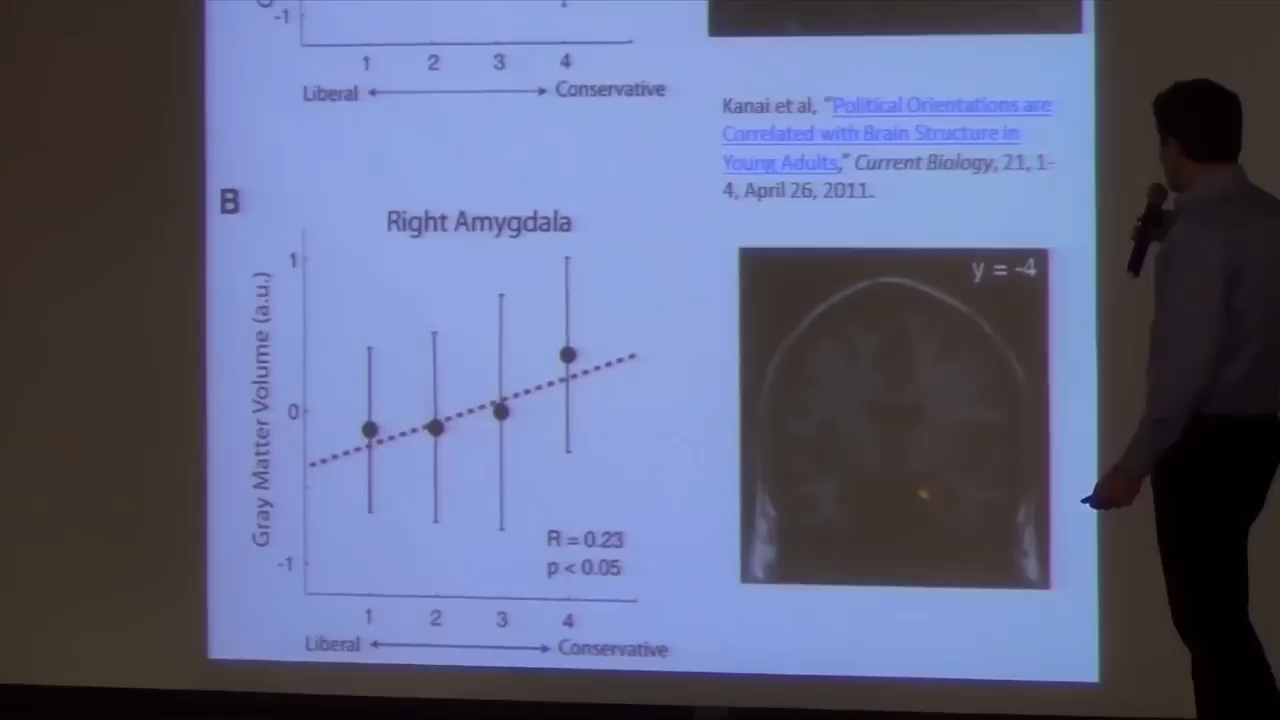 -1
1 2 3 4
Liberal Conservative
Kanai et al, “Political Orientations are
Correlated with Brain Structure in
Young Adults,” Current Biology, 21, 1-
4, April 26, 2011.
B
Right Amygdala
Gray Matter Volume (a.u.)
1
0
-1
R = 0.23
p < 0.05
1 2 3 4
Liberal Conservative
y = -4